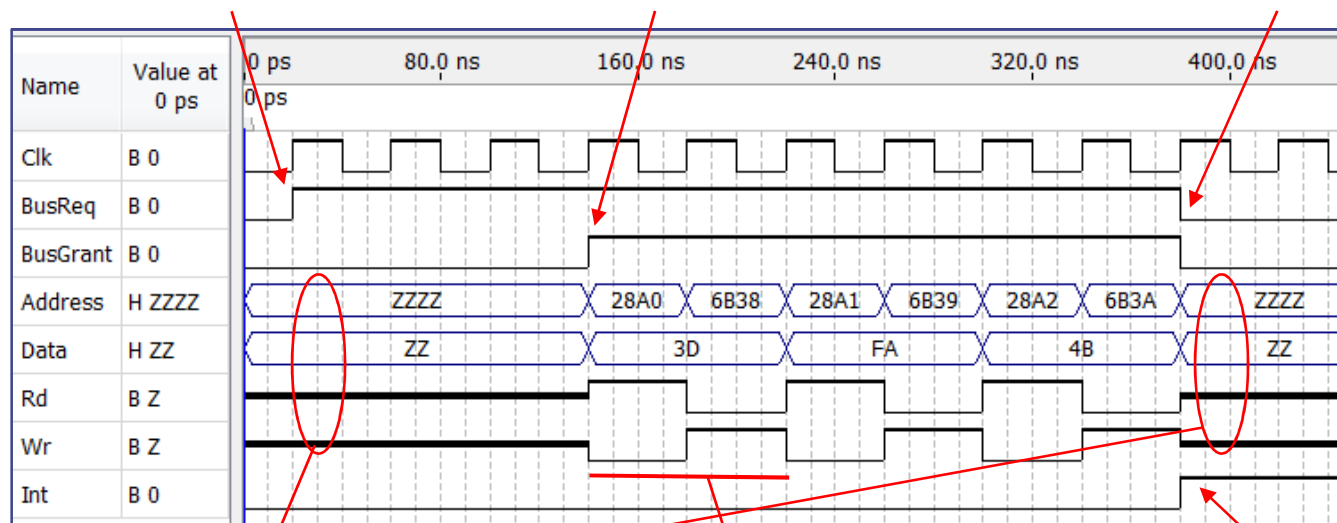 Name Value at 0 ps 0 ps 80.0 ns 160.0 ns 240.0 ns 320.0 ns 400.0 ns
0 ps
Clk B 0
BusReq B 0
BusGrant B 0
Address H ZZZZ ZZZZ 28A0 6B38 28A1 6B39 28A2 6B3A ZZZZ
Data H ZZ ZZ 3D FA 4B ZZ
Rd B Z
Wr B Z
Int B 0